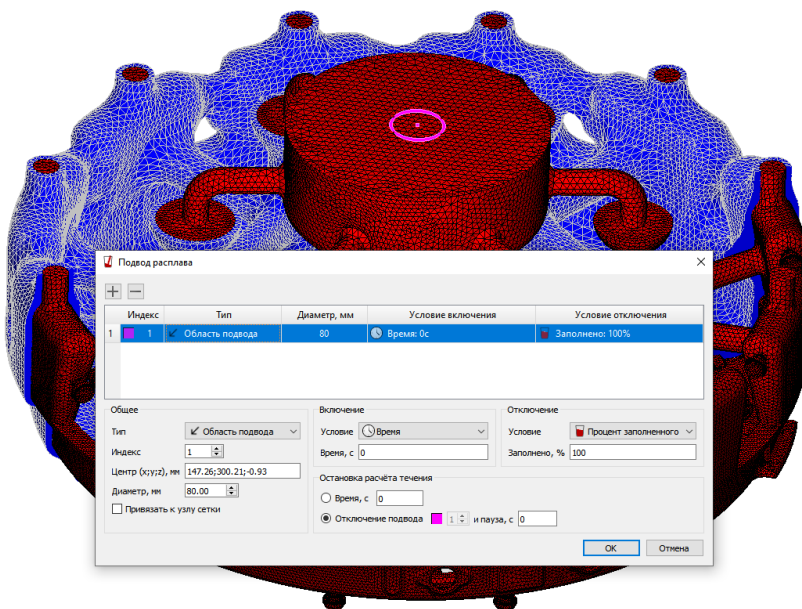 Подвод расплава
Индекс Тип Диаметр, мм Условие включения Условие отключения
1 1 Область подвода 80 Время: 0с Заполнено: 100%
Общее Включение Отключение
Тип Область подвода Условие Время Условие Процент заполненного
Индекс 1 Время, с 0 Заполнено, % 100
Центр (x;y;z), мм 147.26;300.21;-0.93
Остановка расчёта течения
Диаметр, мм 80.00
Время, с 0
Привязать к узлу сетки
Отключение подвода 1 и пауза, с 0
OK Отмена